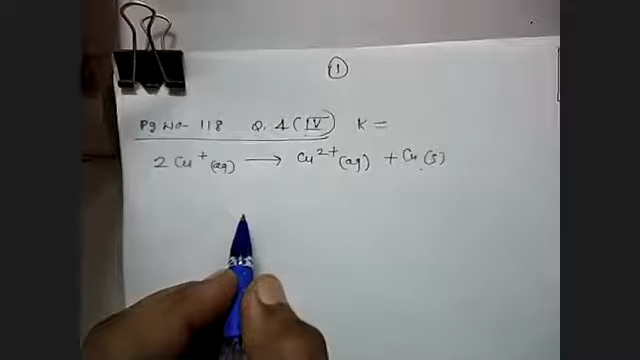 1
Pg No- 118 Q. 4 (IV) K =
2 Cu⁺ (aq) ⟶ Cu²⁺ (aq) + Cu (s)